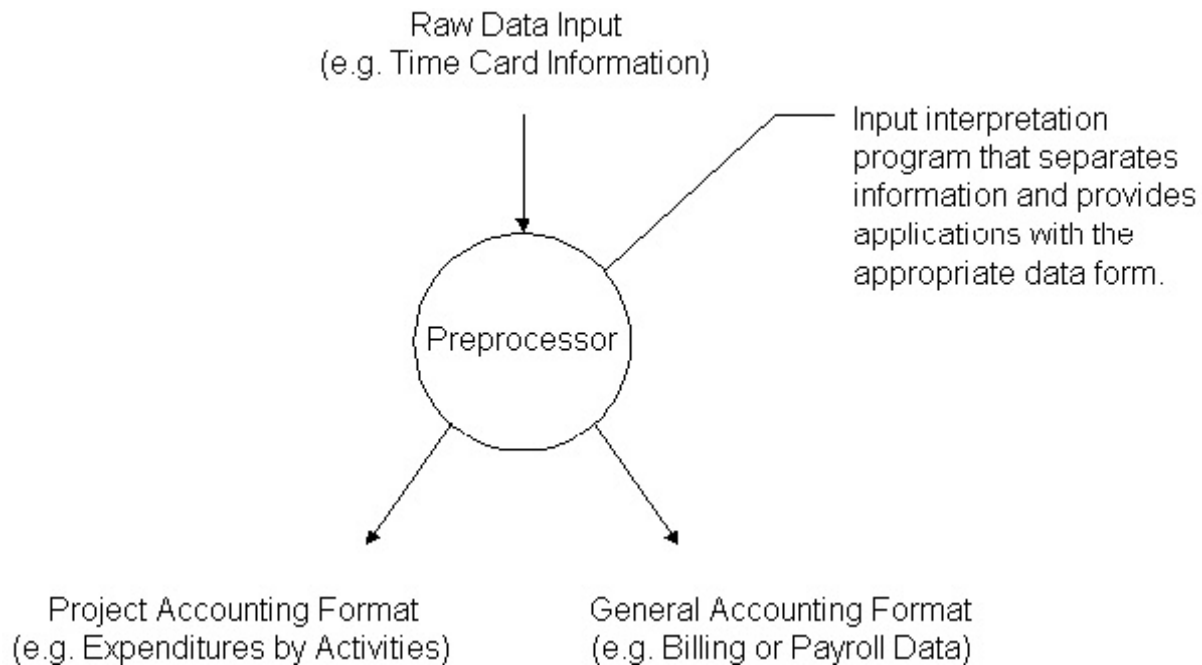 Raw Data Input
(e.g. Time Card Information)
Input interpretation
program that separates
information and provides
applications with the
appropriate data form.
Preprocessor
Project Accounting Format
(e.g. Expenditures by Activities)
General Accounting Format
(e.g. Billing or Payroll Data)